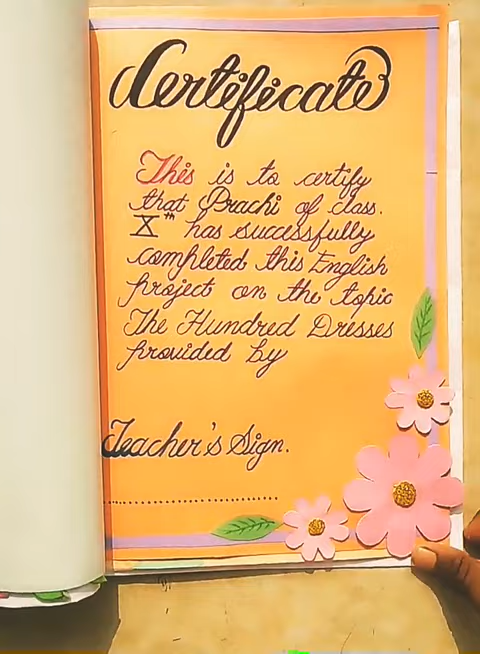 Certificate
This is to certify
that Prachi of class.
X th has successfully
completed this English
project on the topic
The Hundred Dresses
provided by
Teacher's Sign.